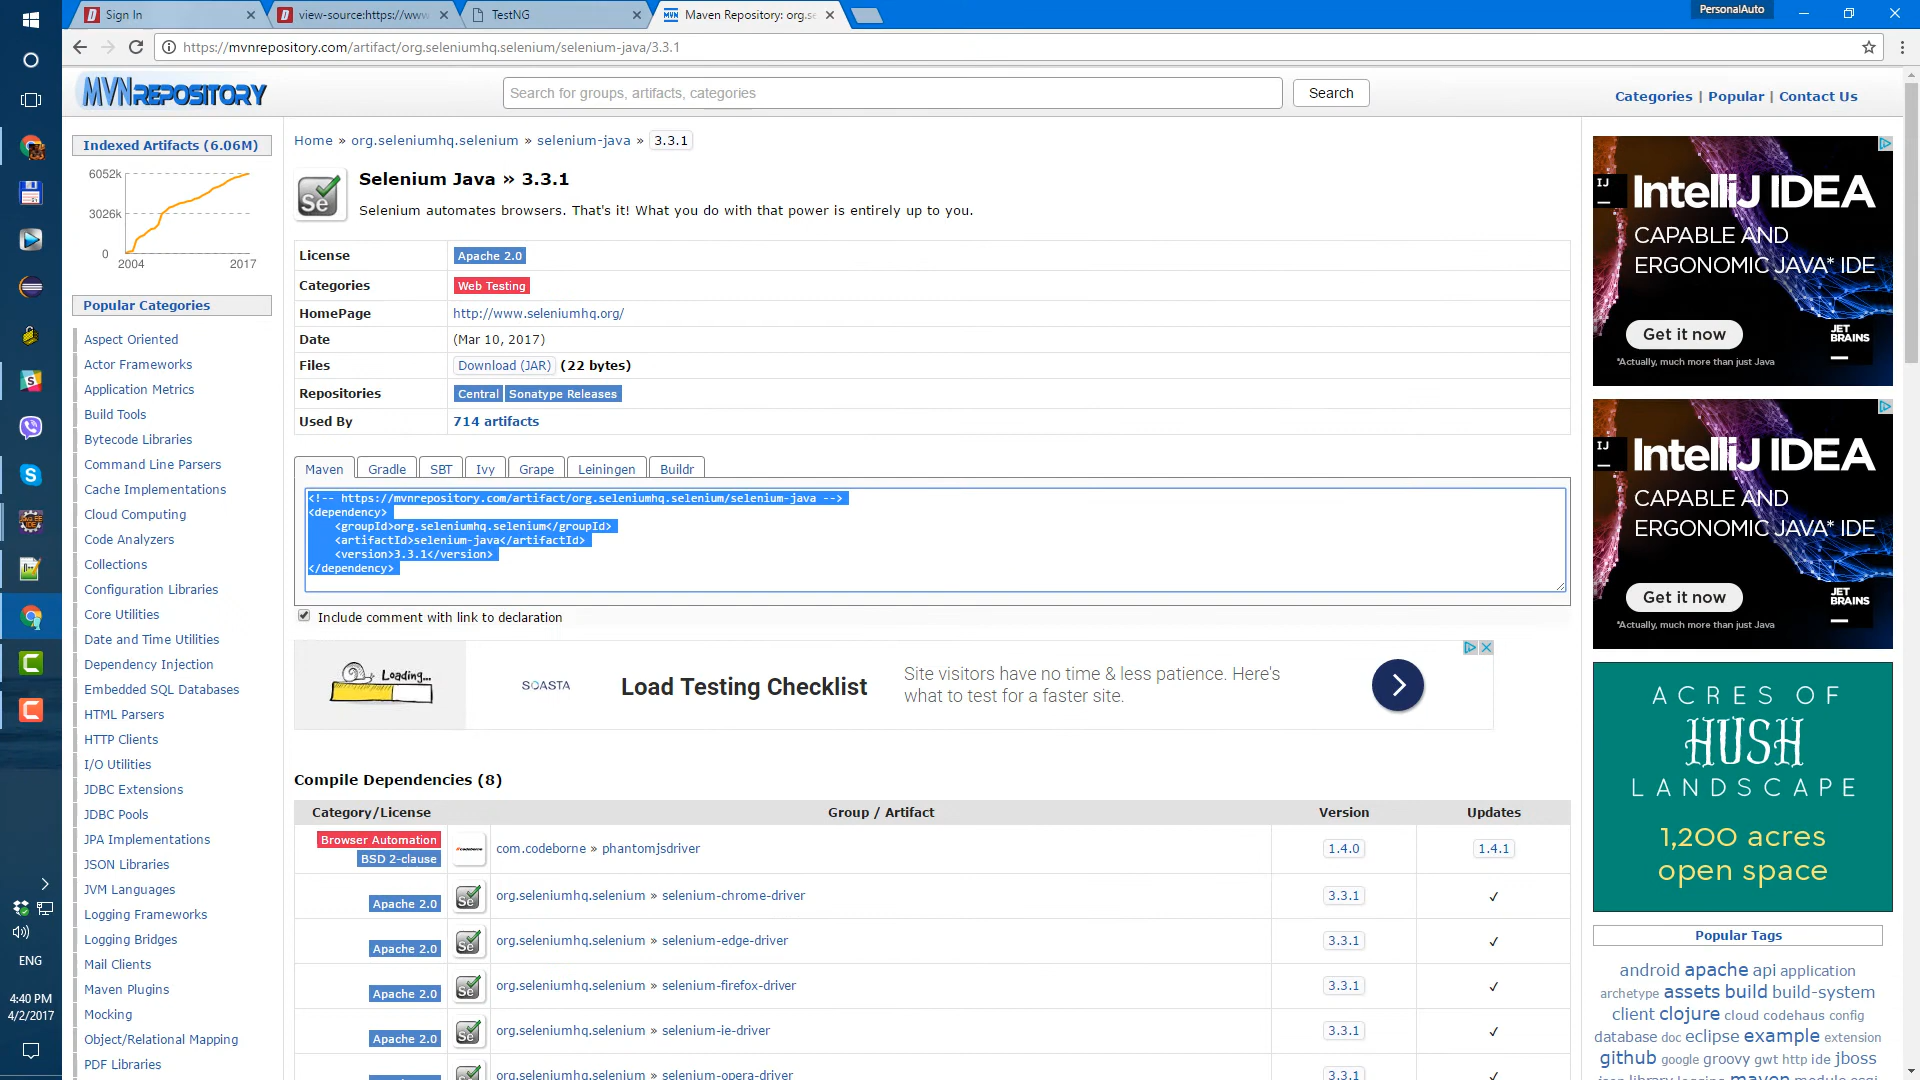 Sign In
view-source:https://www
TestNG
Maven Repository: org.se
PersonalAuto
https://mvnrepository.com/artifact/org.seleniumhq.selenium/selenium-java/3.3.1
MVNREPOSITORY
Search for groups, artifacts, categories
Search
Categories | Popular | Contact Us
Indexed Artifacts (6.06M)
6052k
3026k
0
2004
2017
Popular Categories
Aspect Oriented
Actor Frameworks
Application Metrics
Build Tools
Bytecode Libraries
Command Line Parsers
Cache Implementations
Cloud Computing
Code Analyzers
Collections
Configuration Libraries
Core Utilities
Date and Time Utilities
Dependency Injection
Embedded SQL Databases
HTML Parsers
HTTP Clients
I/O Utilities
JDBC Extensions
JDBC Pools
JPA Implementations
JSON Libraries
JVM Languages
Logging Frameworks
Logging Bridges
Mail Clients
Maven Plugins
Mocking
Object/Relational Mapping
PDF Libraries
Home » org.seleniumhq.selenium » selenium-java » 3.3.1
Se
Selenium Java » 3.3.1
Selenium automates browsers. That's it! What you do with that power is entirely up to you.
License Apache 2.0
Categories Web Testing
HomePage http://www.seleniumhq.org/
Date (Mar 10, 2017)
Files Download (JAR) (22 bytes)
Repositories Central Sonatype Releases
Used By 714 artifacts
Maven Gradle SBT Ivy Grape Leiningen Buildr
<!-- https://mvnrepository.com/artifact/org.seleniumhq.selenium/selenium-java -->
<dependency>
<groupId>org.seleniumhq.selenium</groupId>
<artifactId>selenium-java</artifactId>
<version>3.3.1</version>
</dependency>
Include comment with link to declaration
Loading...
SOASTA
Load Testing Checklist
Site visitors have no time & less patience. Here's
what to test for a faster site.
Compile Dependencies (8)
Category/License Group / Artifact Version Updates
Browser Automation
BSD 2-clause
com.codeborne » phantomjsdriver 1.4.0 1.4.1
Apache 2.0 Se org.seleniumhq.selenium » selenium-chrome-driver 3.3.1 ✓
Apache 2.0 Se org.seleniumhq.selenium » selenium-edge-driver 3.3.1 ✓
Apache 2.0 Se org.seleniumhq.selenium » selenium-firefox-driver 3.3.1 ✓
Apache 2.0 Se org.seleniumhq.selenium » selenium-ie-driver 3.3.1 ✓
org.seleniumhq.selenium » selenium-opera-driver 3.3.1 ✓
IJ
IntelliJ IDEA
CAPABLE AND
ERGONOMIC JAVA* IDE
Get it now
JET
BRAINS
*Actually, much more than just Java
IJ
IntelliJ IDEA
CAPABLE AND
ERGONOMIC JAVA* IDE
Get it now
JET
BRAINS
*Actually, much more than just Java
ACRES OF
HUSH
LANDSCAPE
1,200 acres
open space
Popular Tags
android apache api application
archetype assets build build-system
client clojure cloud codehaus config
database doc eclipse example extension
github google groovy gwt http ide jboss
maven module
ENG
4:40 PM
4/2/2017